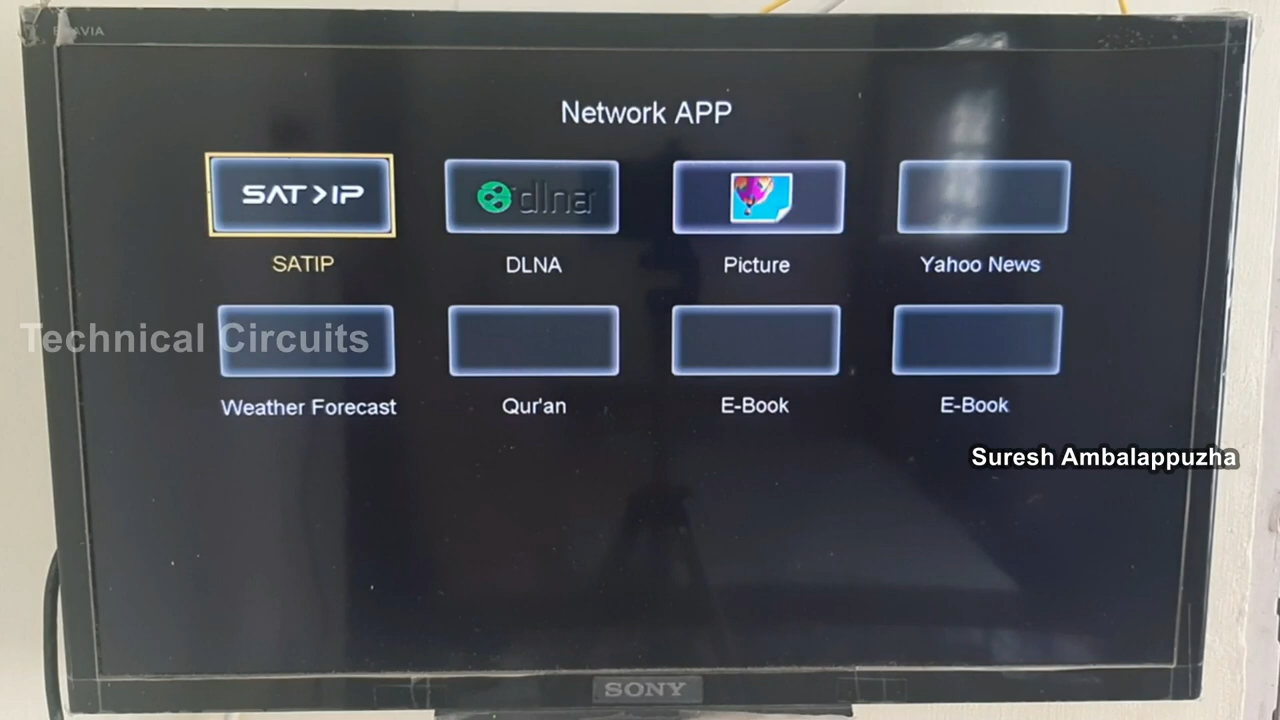 BRAVIA
Network APP
SAT>IP
dlna
SATIP
DLNA
Picture
Yahoo News
Technical Circuits
Weather Forecast
Qur'an
E-Book
E-Book
Suresh Ambalappuzha
SONY